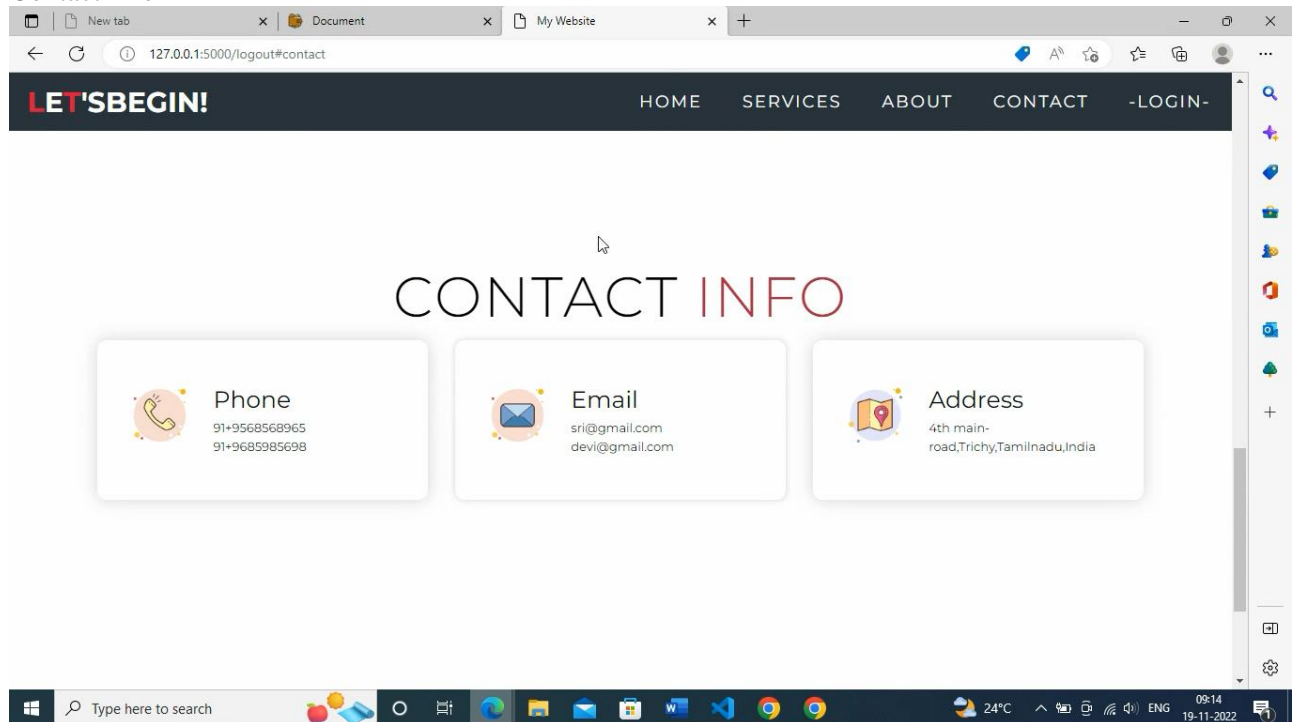 New tab
Document
My Website
127.0.0.1:5000/logout#contact
LET'SBEGIN!
HOME SERVICES ABOUT CONTACT -LOGIN-
CONTACT INFO
Phone
91+9568568965
91+9685985698
Email
sri@gmail.com
devi@gmail.com
Address
4th main-
road,Trichy,Tamilnadu,India
Type here to search
24°C
ENG
09:14
19-11-2022